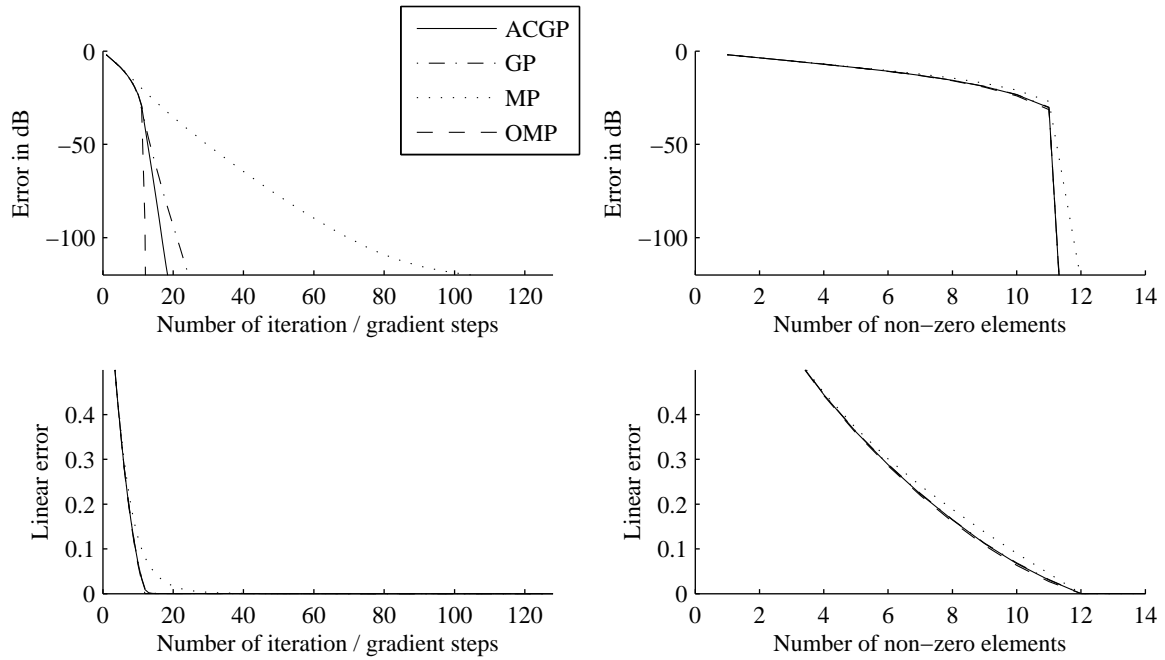 ACGP
GP
MP
OMP
0
−50
−100
Error in dB
0 20 40 60 80 100 120
Number of iteration / gradient steps
0
−50
−100
Error in dB
0 2 4 6 8 10 12 14
Number of non−zero elements
0.4
0.3
0.2
0.1
0
Linear error
0 20 40 60 80 100 120
Number of iteration / gradient steps
0.4
0.3
0.2
0.1
0
Linear error
0 2 4 6 8 10 12 14
Number of non−zero elements